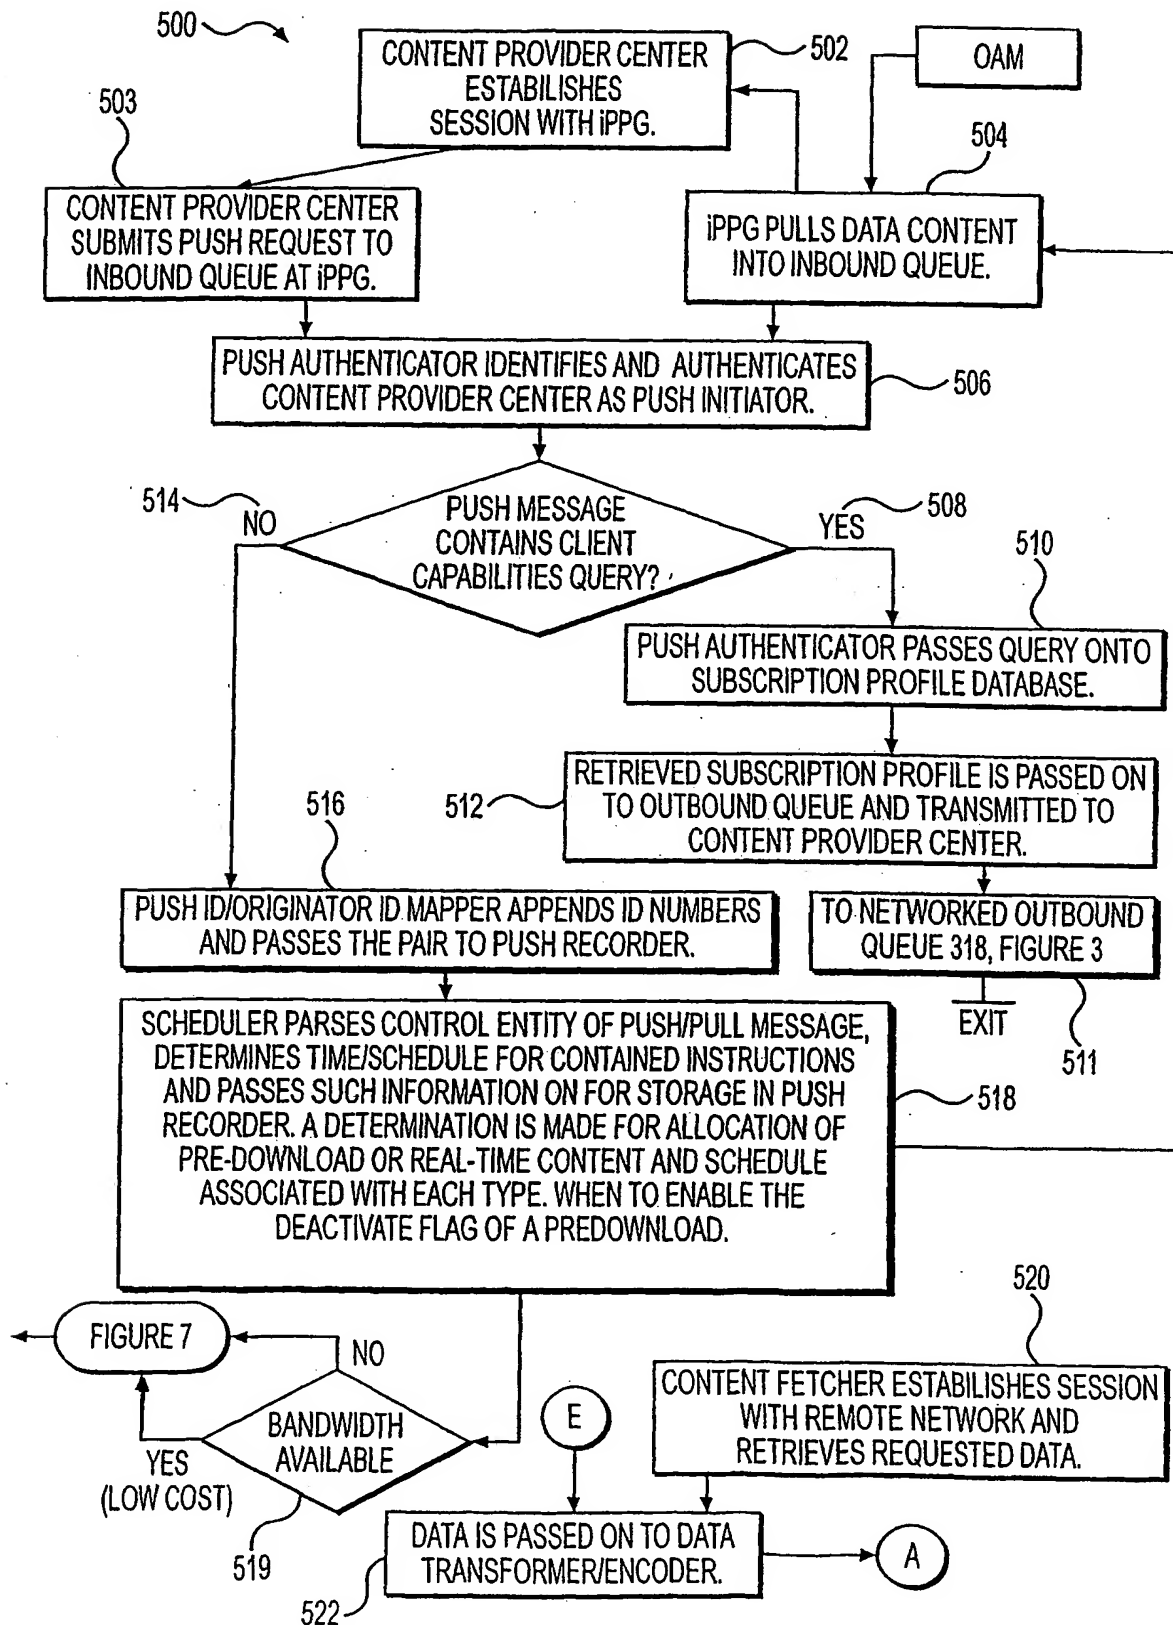 500
CONTENT PROVIDER CENTER
ESTABILISHES
SESSION WITH iPPG.
502
OAM
503
504
CONTENT PROVIDER CENTER
SUBMITS PUSH REQUEST TO
INBOUND QUEUE AT iPPG.
iPPG PULLS DATA CONTENT
INTO INBOUND QUEUE.
PUSH AUTHENTICATOR IDENTIFIES AND AUTHENTICATES
CONTENT PROVIDER CENTER AS PUSH INITIATOR.
506
514
NO
PUSH MESSAGE
CONTAINS CLIENT
CAPABILITIES QUERY?
YES
508
510
PUSH AUTHENTICATOR PASSES QUERY ONTO
SUBSCRIPTION PROFILE DATABASE.
512
RETRIEVED SUBSCRIPTION PROFILE IS PASSED ON
TO OUTBOUND QUEUE AND TRANSMITTED TO
CONTENT PROVIDER CENTER.
516
PUSH ID/ORIGINATOR ID MAPPER APPENDS ID NUMBERS
AND PASSES THE PAIR TO PUSH RECORDER.
TO NETWORKED OUTBOUND
QUEUE 318, FIGURE 3
EXIT
511
SCHEDULER PARSES CONTROL ENTITY OF PUSH/PULL MESSAGE,
DETERMINES TIME/SCHEDULE FOR CONTAINED INSTRUCTIONS
AND PASSES SUCH INFORMATION ON FOR STORAGE IN PUSH
RECORDER. A DETERMINATION IS MADE FOR ALLOCATION OF
PRE-DOWNLOAD OR REAL-TIME CONTENT AND SCHEDULE
ASSOCIATED WITH EACH TYPE. WHEN TO ENABLE THE
DEACTIVATE FLAG OF A PREDOWNLOAD.
518
FIGURE 7
NO
BANDWIDTH
AVAILABLE
YES
(LOW COST)
519
E
520
CONTENT FETCHER ESTABILISHES SESSION
WITH REMOTE NETWORK AND
RETRIEVES REQUESTED DATA.
DATA IS PASSED ON TO DATA
TRANSFORMER/ENCODER.
522
A